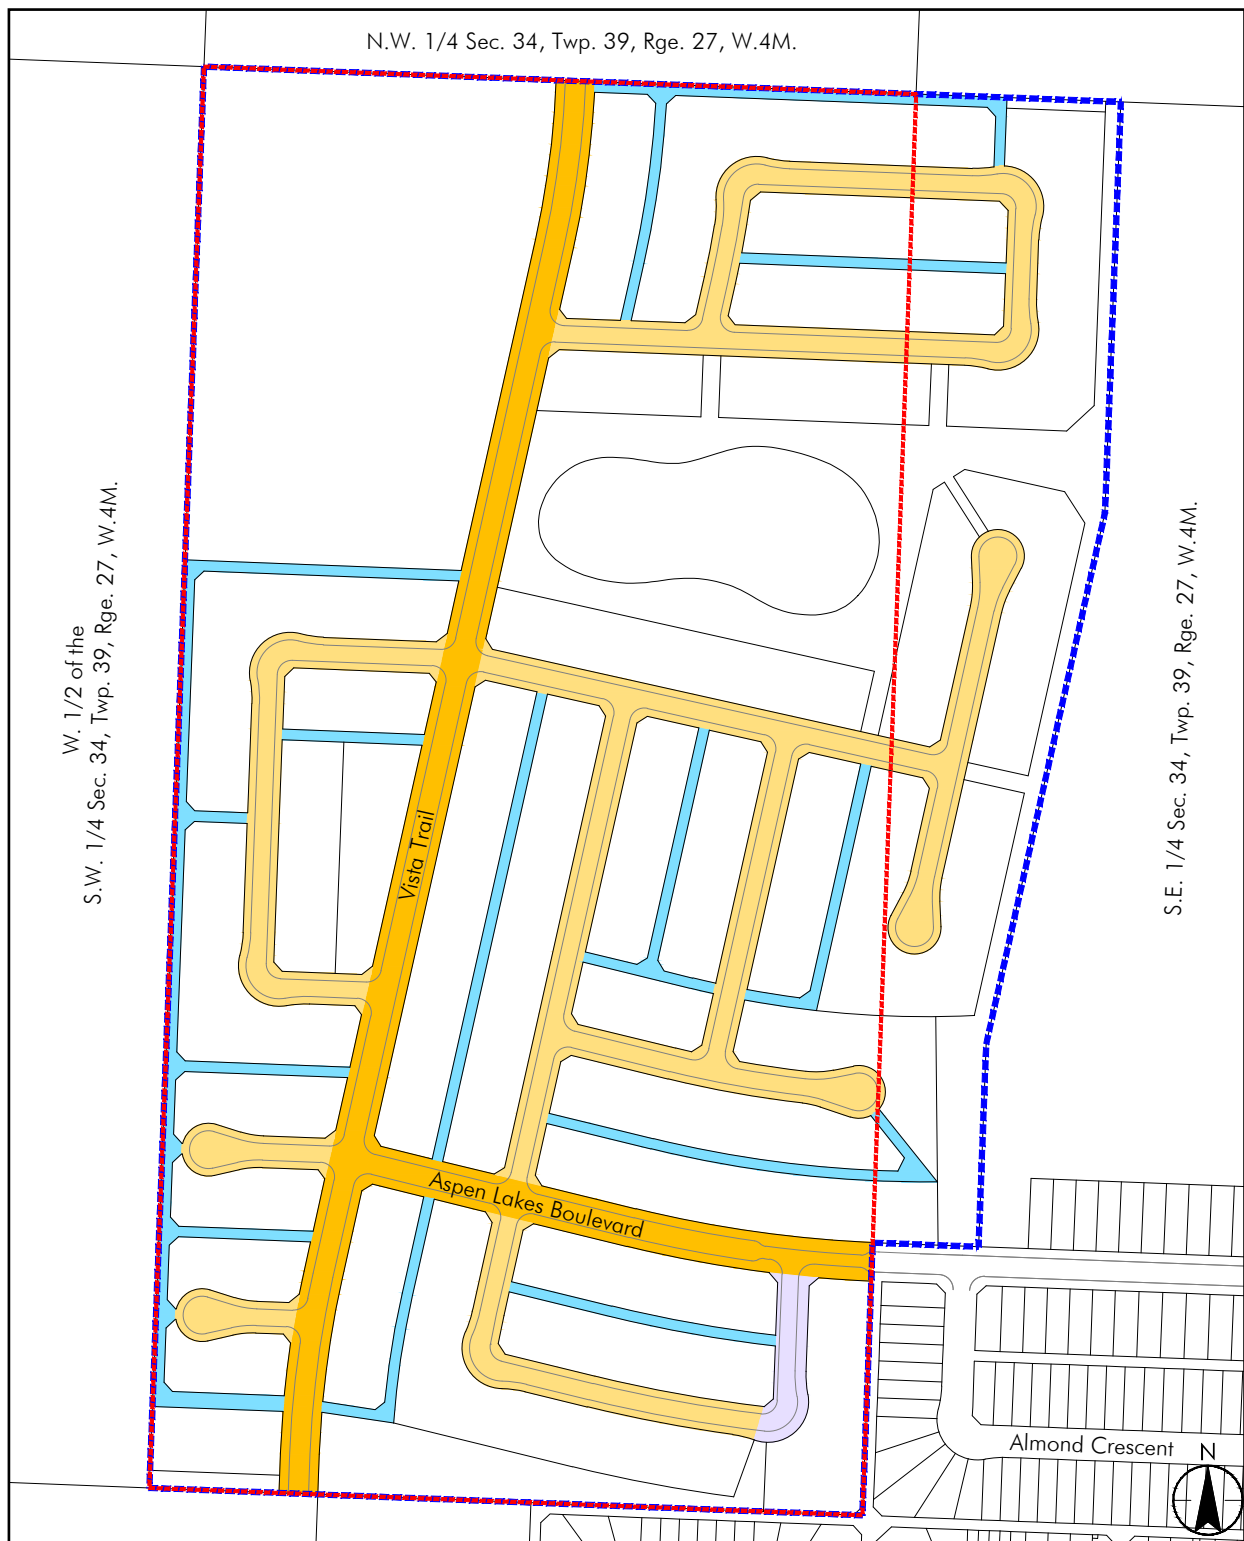 N.W. 1/4 Sec. 34, Twp. 39, Rge. 27, W.4M.
W. 1/2 of the
S.W. 1/4 Sec. 34, Twp. 39, Rge. 27, W.4M.
S.E. 1/4 Sec. 34, Twp. 39, Rge. 27, W.4M.
Vista Trail
Aspen Lakes Boulevard
Almond Crescent
N